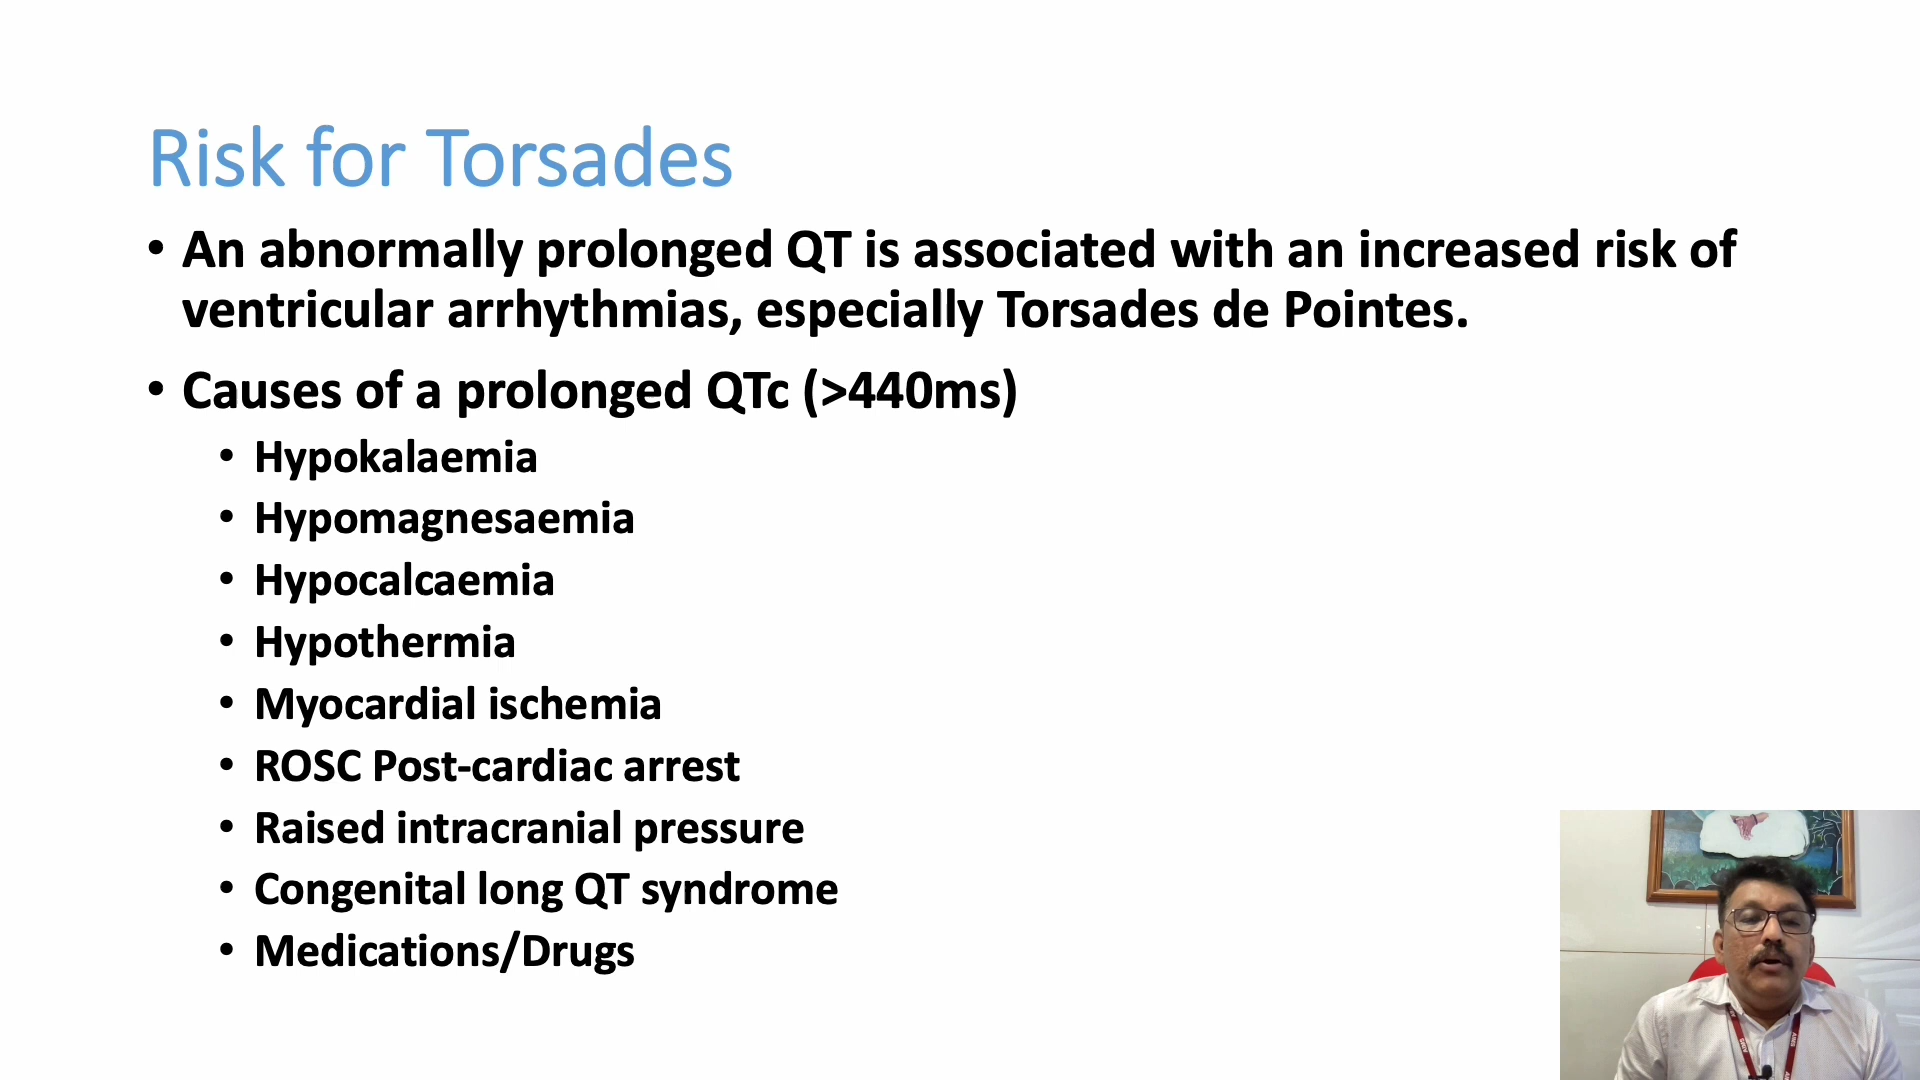 Risk for Torsades
• An abnormally prolonged QT is associated with an increased risk of
ventricular arrhythmias, especially Torsades de Pointes.
• Causes of a prolonged QTc (>440ms)
• Hypokalaemia
• Hypomagnesaemia
• Hypocalcaemia
• Hypothermia
• Myocardial ischemia
• ROSC Post-cardiac arrest
• Raised intracranial pressure
• Congenital long QT syndrome
• Medications/Drugs